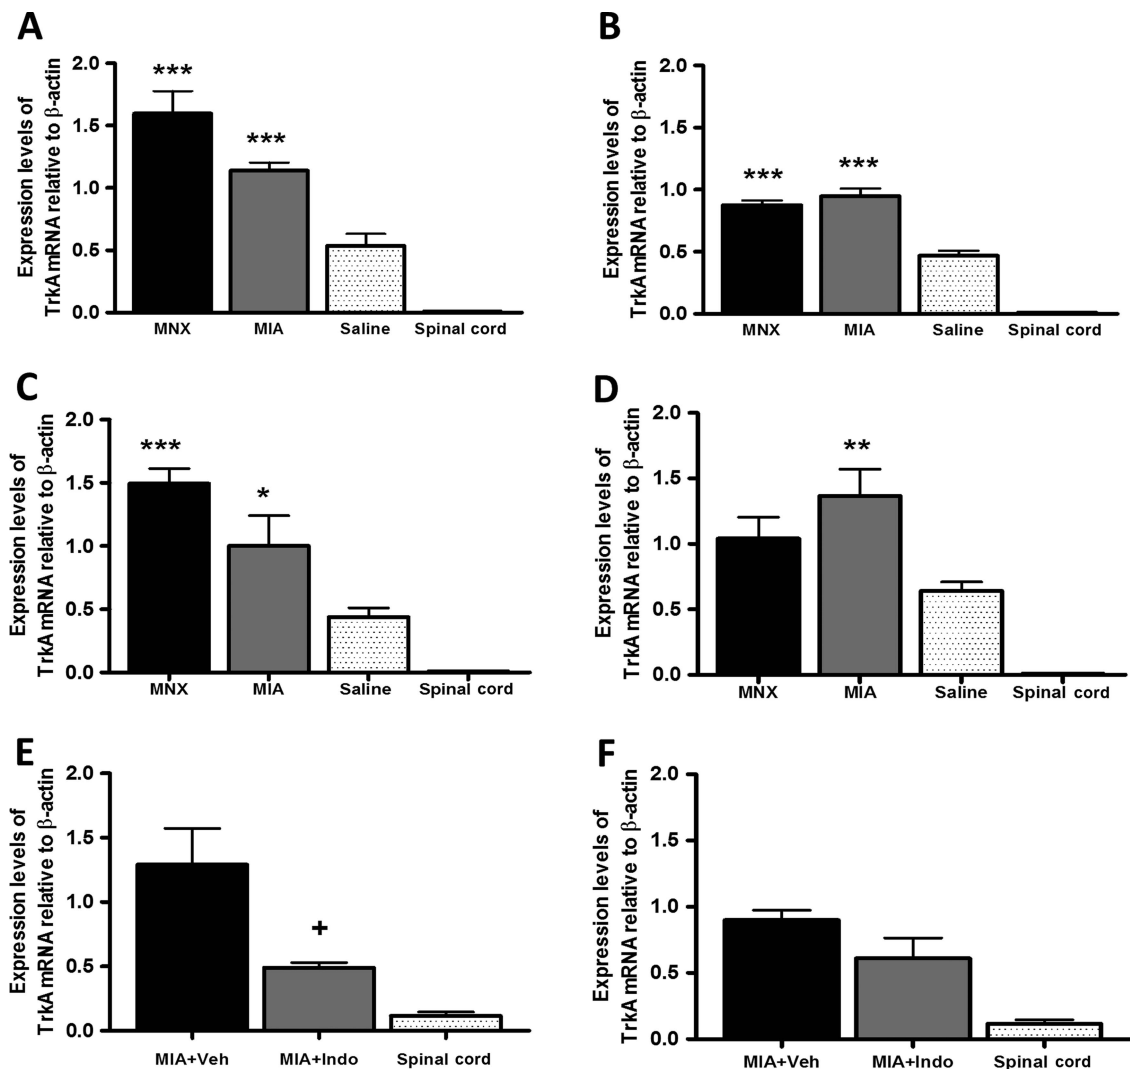 A
Expression levels of
TrkA mRNA relative to β-actin
2.0
1.5
1.0
0.5
0.0
***
***
MNX
MIA
Saline
Spinal cord
B
Expression levels of
TrkA mRNA relative to β-actin
2.0
1.5
1.0
0.5
0.0
***
***
MNX
MIA
Saline
Spinal cord
C
Expression levels of
TrkA mRNA relative to β-actin
2.0
1.5
1.0
0.5
0.0
***
*
MNX
MIA
Saline
Spinal cord
D
Expression levels of
TrkA mRNA relative to β-actin
2.0
1.5
1.0
0.5
0.0
**
MNX
MIA
Saline
Spinal cord
E
Expression levels of
TrkA mRNA relative to β-actin
2.0
1.5
1.0
0.5
0.0
+
MIA+Veh
MIA+Indo
Spinal cord
F
Expression levels of
TrkA mRNA relative to β-actin
2.0
1.5
1.0
0.5
0.0
MIA+Veh
MIA+Indo
Spinal cord